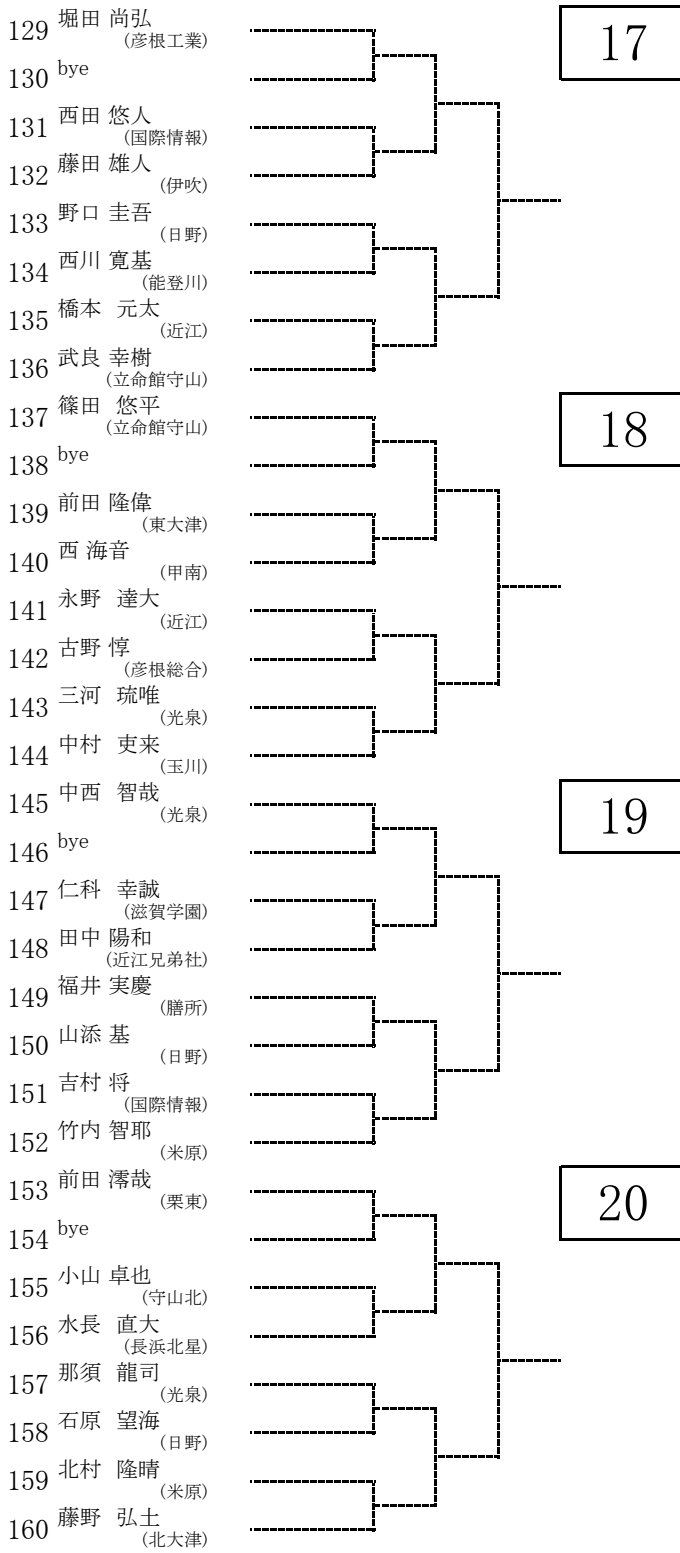 129 堀田 尚弘
(彦根工業)
17
130 bye
131 西田 悠人
(国際情報)
132 藤田 雄人
(伊吹)
133 野口 圭吾
(日野)
134 西川 寛基
(能登川)
135 橋本 元太
(近江)
136 武良 幸樹
(立命館守山)
137 篠田 悠平
(立命館守山)
18
138 bye
139 前田 隆偉
(東大津)
140 西 海音
(甲南)
141 永野 達大
(近江)
142 古野 惇
(彦根総合)
143 三河 琉唯
(光泉)
144 中村 吏来
(玉川)
145 中西 智哉
(光泉)
19
146 bye
147 仁科 幸誠
(滋賀学園)
148 田中 陽和
(近江兄弟社)
149 福井 実慶
(膳所)
150 山添 基
(日野)
151 吉村 将
(国際情報)
152 竹内 智耶
(米原)
153 前田 澪哉
(栗東)
20
154 bye
155 小山 卓也
(守山北)
156 水長 直大
(長浜北星)
157 那須 龍司
(光泉)
158 石原 望海
(日野)
159 北村 隆晴
(米原)
160 藤野 弘土
(北大津)